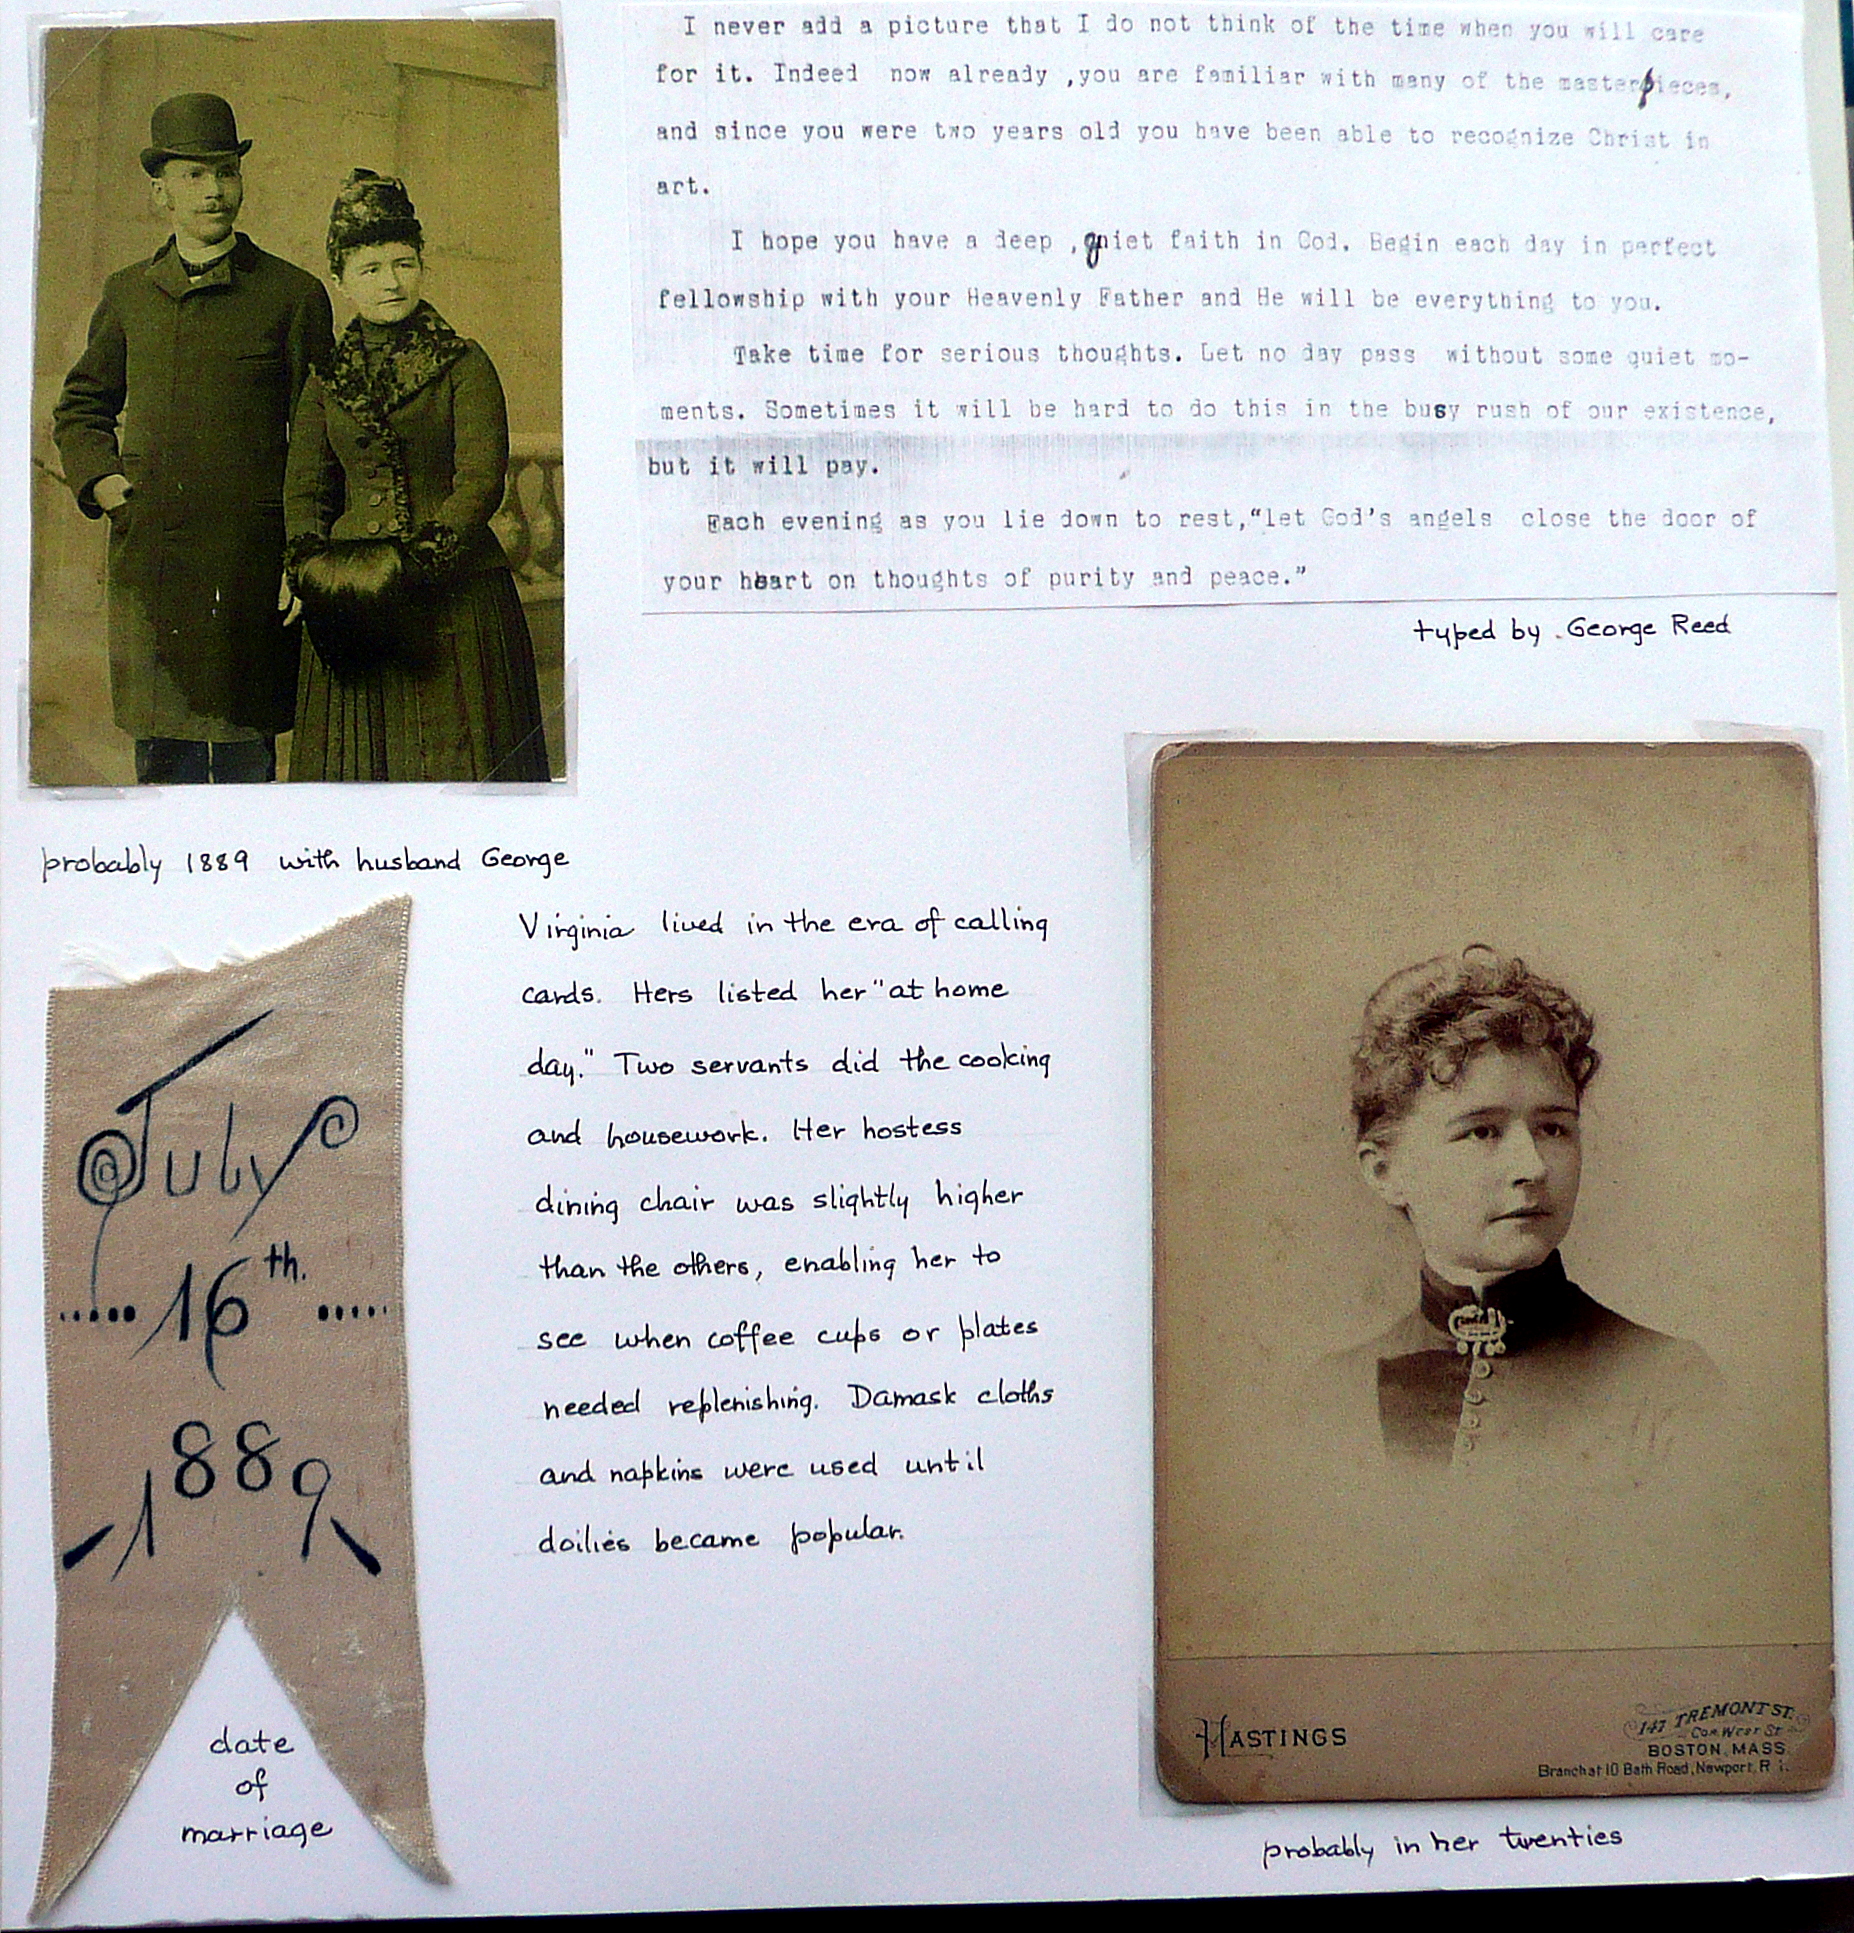 I never add a picture that I do not think of the time when you will care
for it. Indeed now already ,you are familiar with many of the masterpieces,
and since you were two years old you have been able to recognize Christ in
art.
I hope you have a deep ,quiet faith in God. Begin each day in perfect
fellowship with your Heavenly Father and He will be everything to you.
Take time for serious thoughts. Let no day pass without some quiet mo-
ments. Sometimes it will be hard to do this in the busy rush of our existence,
but it will pay.
Each evening as you lie down to rest,“let God's angels close the door of
your heart on thoughts of purity and peace.”
typed by . George Reed
probably 1889 with husband George
July
16th.
1889
date
of
marriage
Virginia lived in the era of calling
cards. Hers listed her "at home
day." Two servants did the cooking
and housework. Her hostess
dining chair was slightly higher
than the others, enabling her to
see when coffee cups or plates
needed replenishing. Damask cloths
and napkins were used until
doilies became popular.
HASTINGS
147 TREMONT ST.
Cor. West St.
BOSTON, MASS.
Branch at 10 Bath Road, Newport, R.I.
probably in her twenties